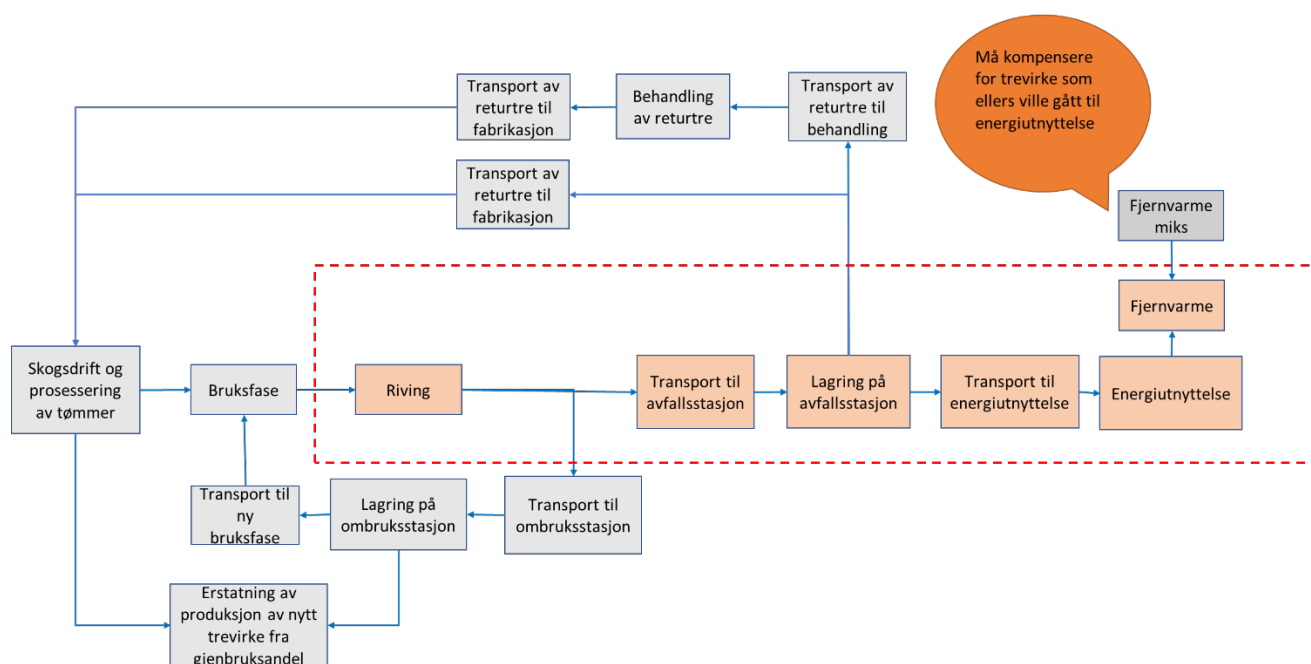 Må kompensere
for trevirke som
ellers ville gått til
energiutnyttelse
Transport av
returtre til
fabrikasjon
Behandling
av returtre
Transport av
returtre til
behandling
Transport av
returtre til
fabrikasjon
Fjernvarme
miks
Fjernvarme
Skogsdrift og
prosessering
av tømmer
Bruksfase
Riving
Transport til
avfallsstasjon
Lagring på
avfallsstasjon
Transport til
energiutnyttelse
Energiutnyttelse
Transport til
ny
bruksfase
Lagring på
ombruksstasjon
Transport til
ombruksstasjon
Erstatning av
produksjon av nytt
trevirke fra
gjenbruksandel